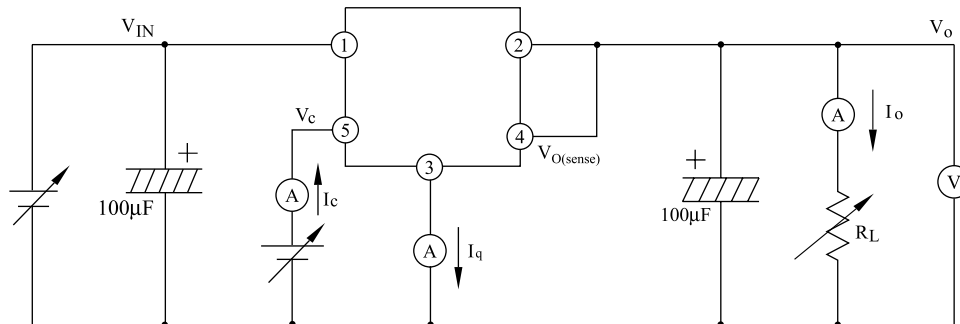 V_IN
V_o
1
2
A
I_o
V_c
5
4
V_O(sense)
+
3
+
V
A
I_c
100μF
100μF
R_L
A
I_q